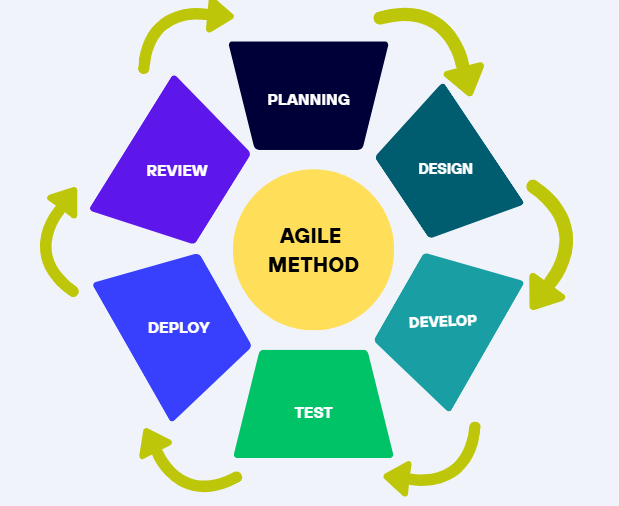 PLANNING
DESIGN
DEVELOP
TEST
DEPLOY
REVIEW
AGILE
METHOD